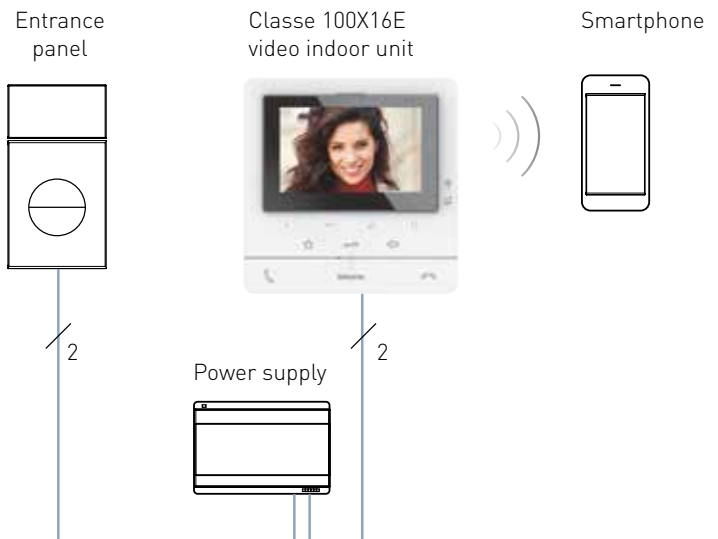 Entrance
panel
Classe 100X16E
video indoor unit
Smartphone
2
2
Power supply